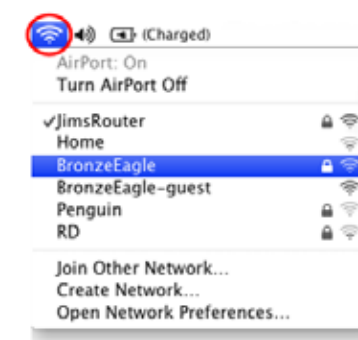 (Charged)
AirPort: On
Turn AirPort Off
✓JimsRouter
Home
BronzeEagle
BronzeEagle-guest
Penguin
RD
Join Other Network...
Create Network...
Open Network Preferences...